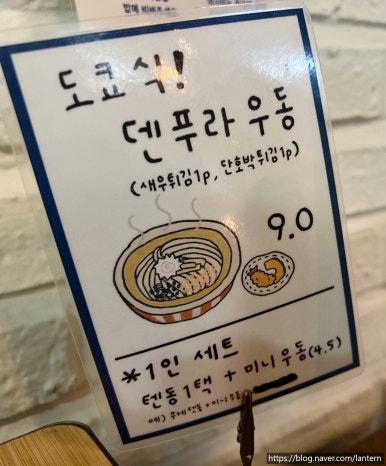 도쿄식!
덴푸라우동
(새우튀김1p, 단호박튀김1p)
9.0
*1인 세트
텐동1택 + 미니우동(4.5)
https://blog.naver.com/lantern